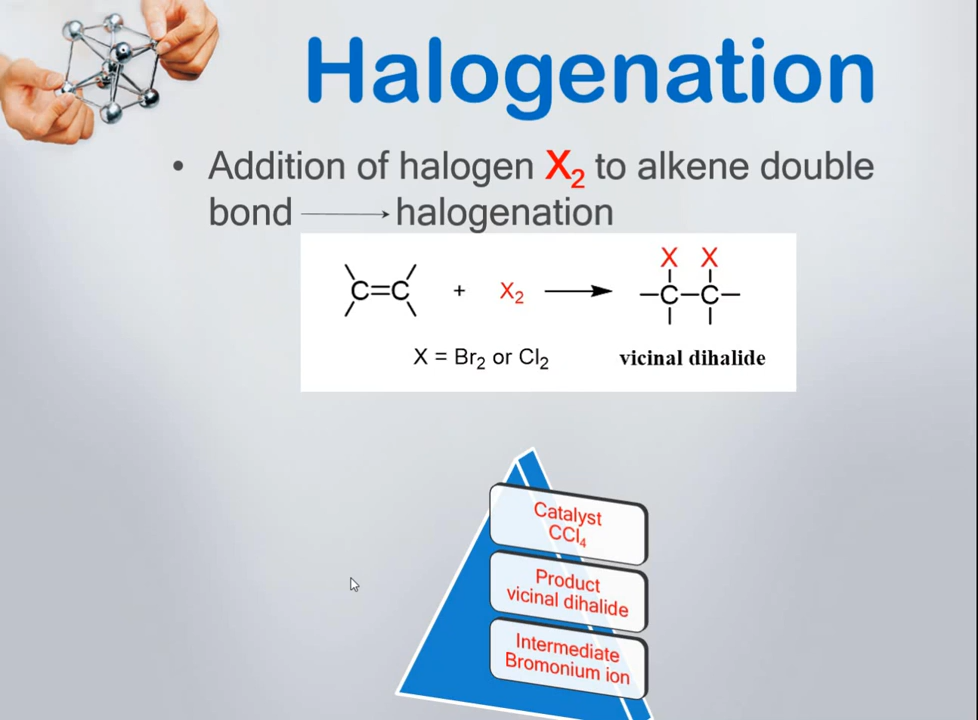 Halogenation
• Addition of halogen X₂ to alkene double
bond ⟶ halogenation
X X
C=C + X₂ ⟶ –C–C–
X = Br₂ or Cl₂ vicinal dihalide
Catalyst
CCl₄
Product
vicinal dihalide
Intermediate
Bromonium ion